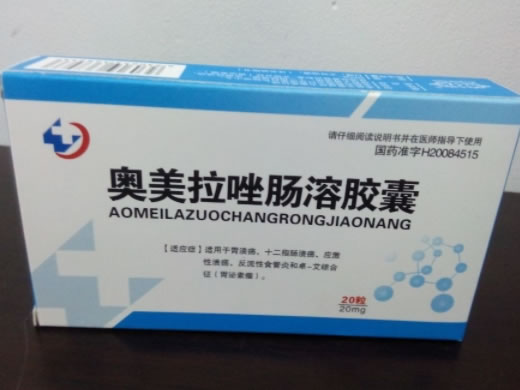 请仔细阅读说明书并在医师指导下使用
国药准字H20084515
奥美拉唑肠溶胶囊
AOMEILAZUOCHANGRONGJIAONANG
【适应症】适用于胃溃疡、十二指肠溃疡、应激
性溃疡、反流性食管炎和卓-艾综合
征(胃泌素瘤)。
20粒
20mg